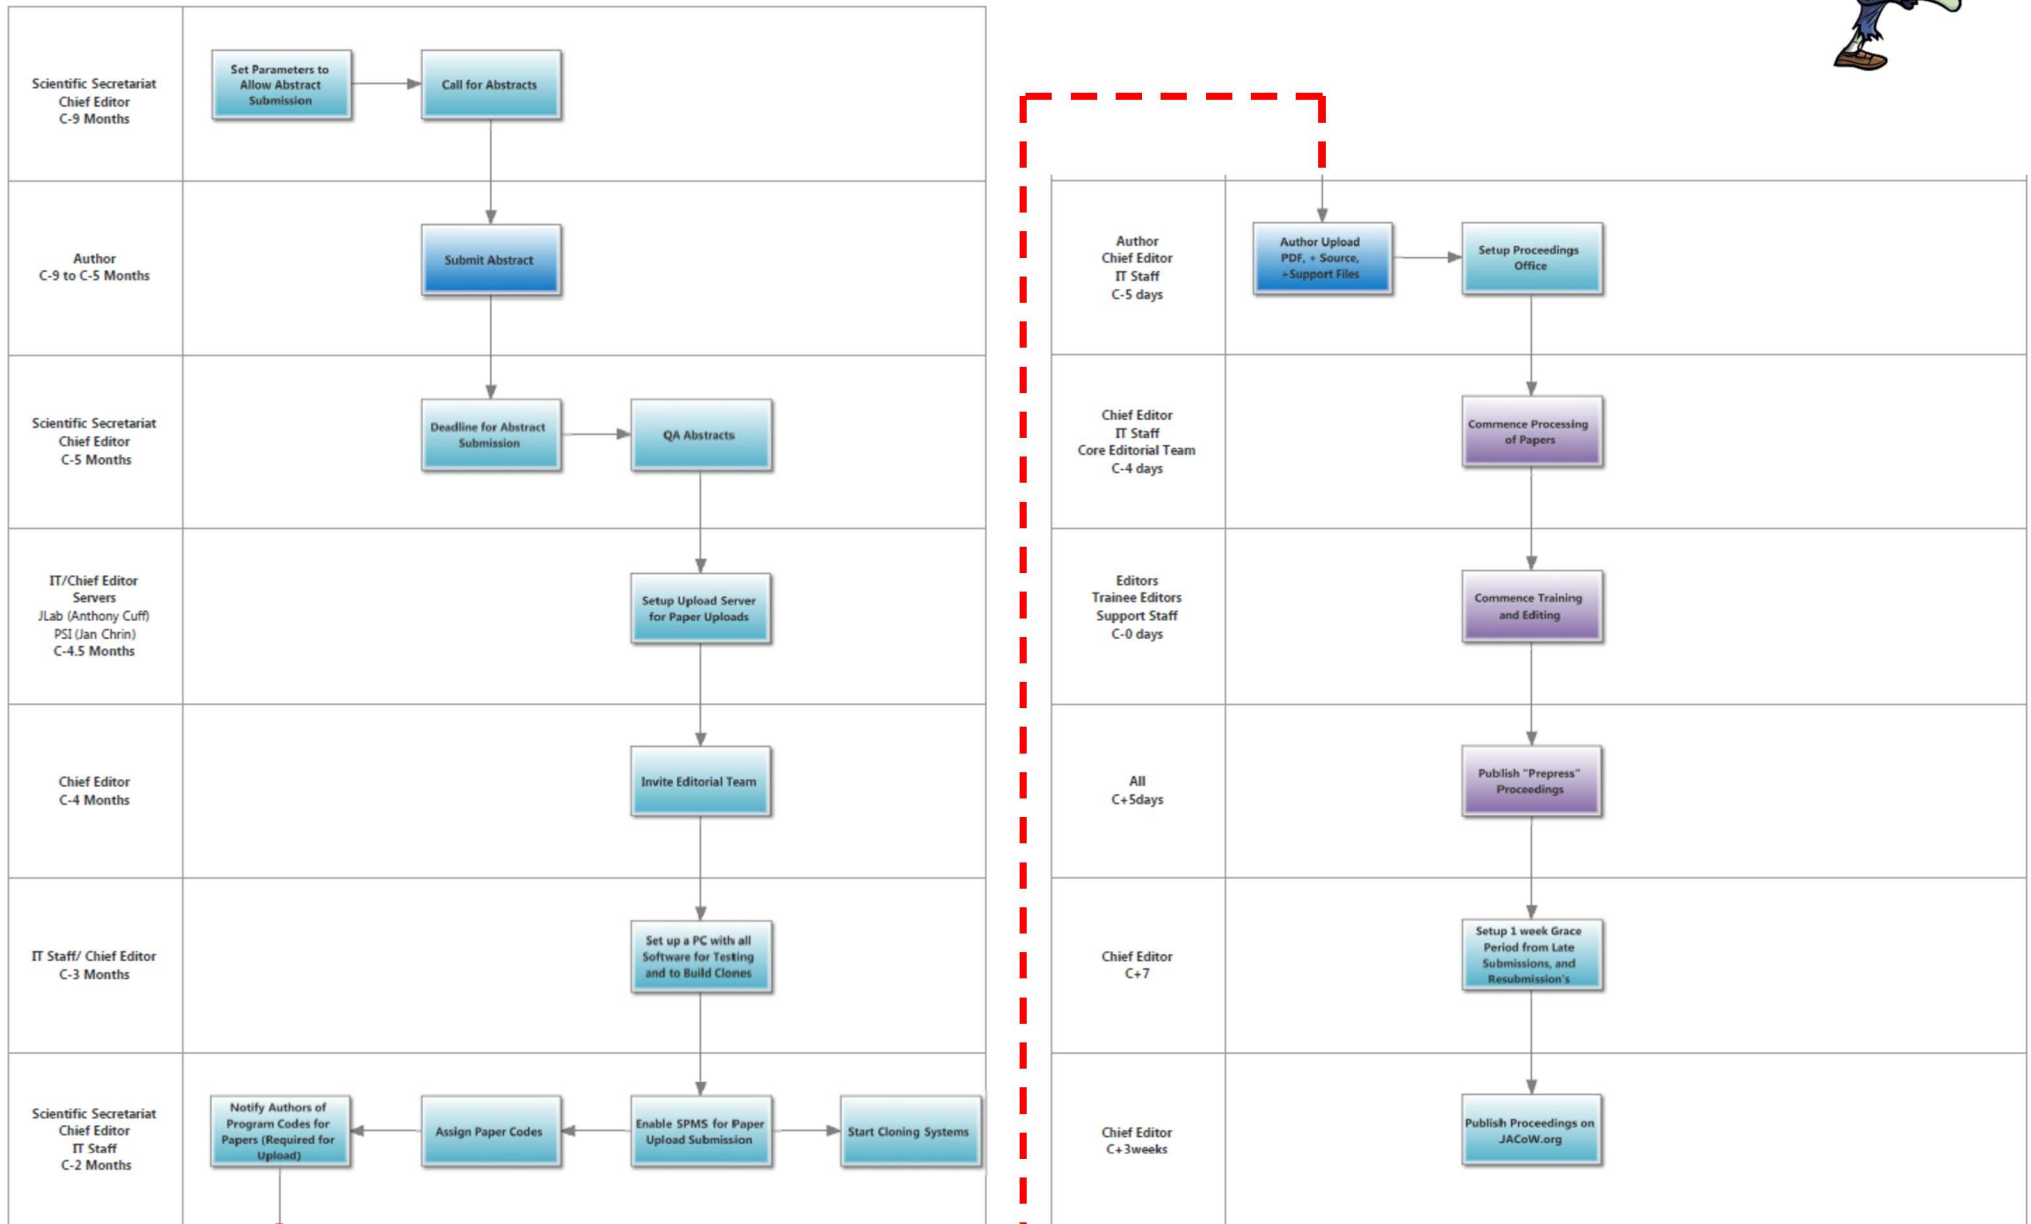 Scientific Secretariat
Chief Editor
C-9 Months
Set Parameters to
Allow Abstract
Submission
Call for Abstracts
Author
C-9 to C-5 Months
Submit Abstract
Scientific Secretariat
Chief Editor
C-5 Months
Deadline for Abstract
Submission
QA Abstracts
IT/Chief Editor
Servers
JLab (Anthony Cuff)
PSI (Jan Chrin)
C-4.5 Months
Setup Upload Server
for Paper Uploads
Chief Editor
C-4 Months
Invite Editorial Team
IT Staff/ Chief Editor
C-3 Months
Set up a PC with all
Software for Testing
and to Build Clones
Scientific Secretariat
Chief Editor
IT Staff
C-2 Months
Notify Authors of
Program Codes for
Papers (Required for
Upload)
Assign Paper Codes
Enable SPMS for Paper
Upload Submission
Start Cloning Systems
Author
Chief Editor
IT Staff
C-5 days
Author Upload
PDF, + Source,
+Support Files
Setup Proceedings
Office
Chief Editor
IT Staff
Core Editorial Team
C-4 days
Commence Processing
of Papers
Editors
Trainee Editors
Support Staff
C-0 days
Commence Training
and Editing
All
C+5days
Publish "Prepress"
Proceedings
Chief Editor
C+7
Setup 1 week Grace
Period from Late
Submissions, and
Resubmission's
Chief Editor
C+3weeks
Publish Proceedings on
JACoW.org